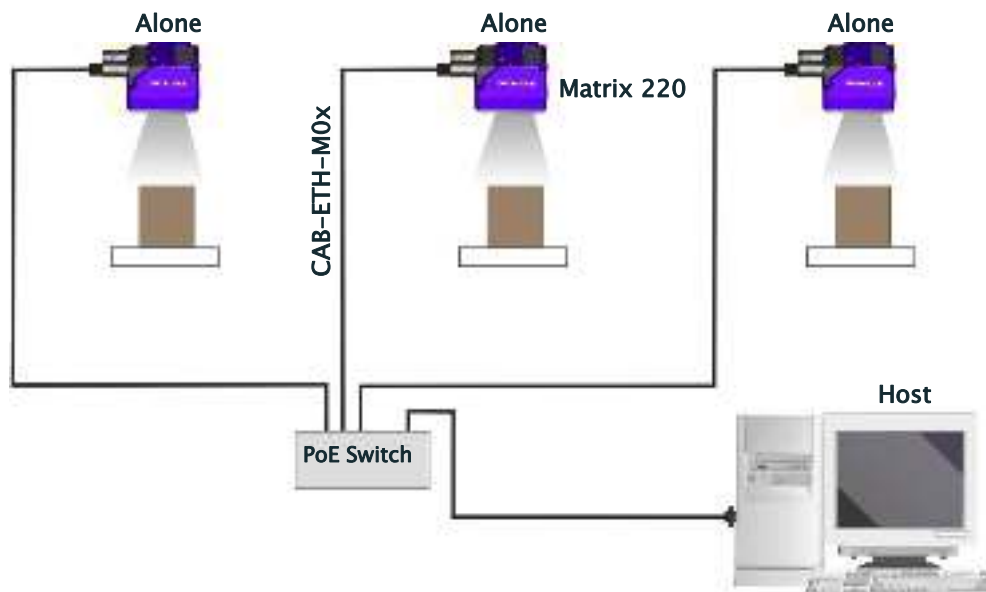 Alone
Alone
Alone
Matrix 220
CAB-ETH-M0x
Host
PoE Switch